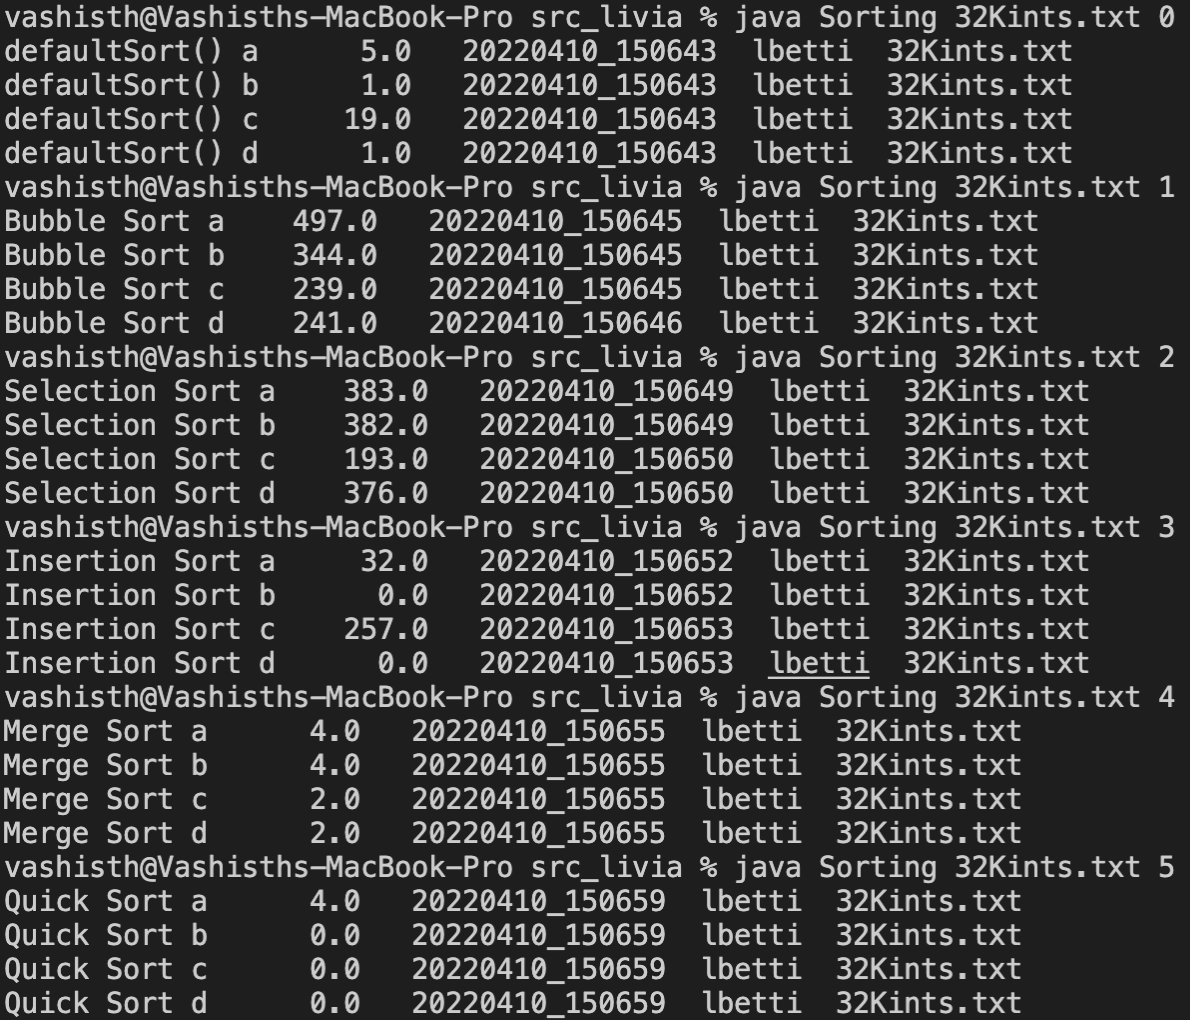 vashisth@Vashisths-MacBook-Pro src_livia % java Sorting 32Kints.txt 0
defaultSort() a      5.0   20220410_150643  lbetti  32Kints.txt
defaultSort() b      1.0   20220410_150643  lbetti  32Kints.txt
defaultSort() c     19.0   20220410_150643  lbetti  32Kints.txt
defaultSort() d      1.0   20220410_150643  lbetti  32Kints.txt
vashisth@Vashisths-MacBook-Pro src_livia % java Sorting 32Kints.txt 1
Bubble Sort a    497.0   20220410_150645  lbetti  32Kints.txt
Bubble Sort b    344.0   20220410_150645  lbetti  32Kints.txt
Bubble Sort c    239.0   20220410_150645  lbetti  32Kints.txt
Bubble Sort d    241.0   20220410_150646  lbetti  32Kints.txt
vashisth@Vashisths-MacBook-Pro src_livia % java Sorting 32Kints.txt 2
Selection Sort a    383.0   20220410_150649  lbetti  32Kints.txt
Selection Sort b    382.0   20220410_150649  lbetti  32Kints.txt
Selection Sort c    193.0   20220410_150650  lbetti  32Kints.txt
Selection Sort d    376.0   20220410_150650  lbetti  32Kints.txt
vashisth@Vashisths-MacBook-Pro src_livia % java Sorting 32Kints.txt 3
Insertion Sort a     32.0   20220410_150652  lbetti  32Kints.txt
Insertion Sort b      0.0   20220410_150652  lbetti  32Kints.txt
Insertion Sort c    257.0   20220410_150653  lbetti  32Kints.txt
Insertion Sort d      0.0   20220410_150653  lbetti  32Kints.txt
vashisth@Vashisths-MacBook-Pro src_livia % java Sorting 32Kints.txt 4
Merge Sort a      4.0   20220410_150655  lbetti  32Kints.txt
Merge Sort b      4.0   20220410_150655  lbetti  32Kints.txt
Merge Sort c      2.0   20220410_150655  lbetti  32Kints.txt
Merge Sort d      2.0   20220410_150655  lbetti  32Kints.txt
vashisth@Vashisths-MacBook-Pro src_livia % java Sorting 32Kints.txt 5
Quick Sort a      4.0   20220410_150659  lbetti  32Kints.txt
Quick Sort b      0.0   20220410_150659  lbetti  32Kints.txt
Quick Sort c      0.0   20220410_150659  lbetti  32Kints.txt
Quick Sort d      0.0   20220410_150659  lbetti  32Kints.txt